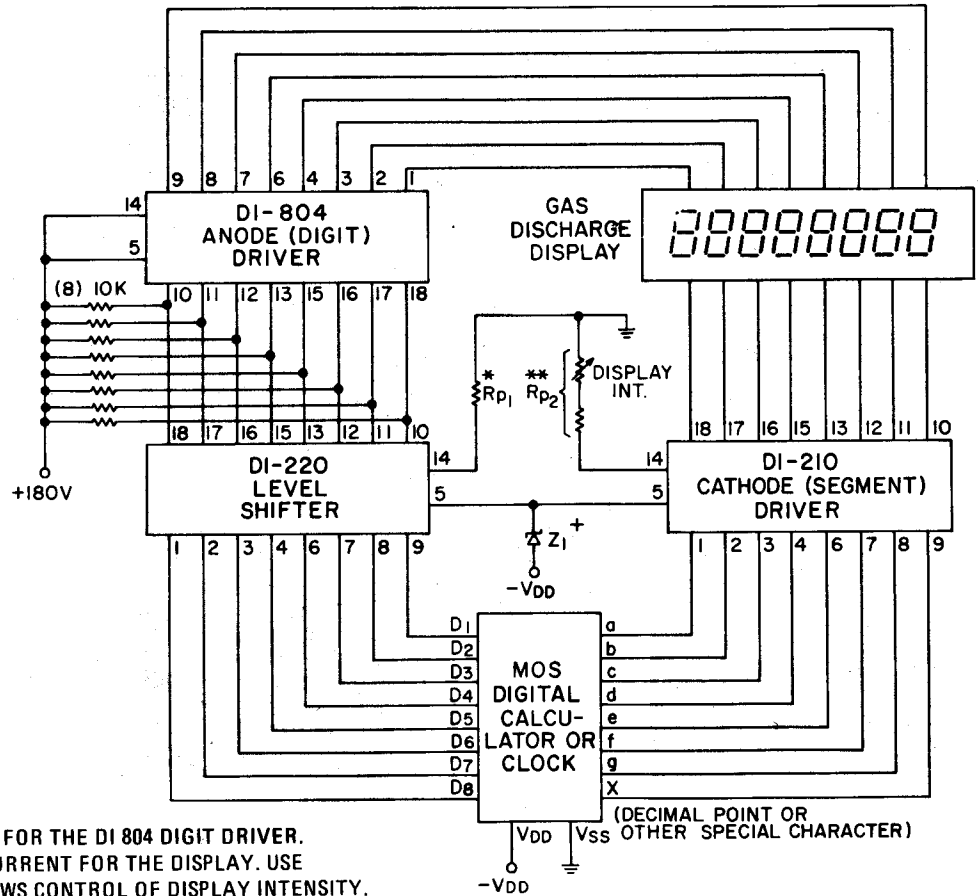 9 8 7 6 4 3 2 1
14
DI-804
ANODE (DIGIT)
DRIVER
5
GAS
DISCHARGE
DISPLAY
88888888
(8) 10K
10 11 12 13 15 16 17 18
* Rp1
** Rp2
DISPLAY
INT.
18 17 16 15 13 12 11 10
18 17 16 15 13 12 11 10
+180V
DI-220
LEVEL
SHIFTER
14
5
14
5
DI-210
CATHODE (SEGMENT)
DRIVER
Z1 +
-VDD
1 2 3 4 6 7 8 9
1 2 3 4 6 7 8 9
D1
D2
D3
D4
D5
D6
D7
D8
MOS
DIGITAL
CALCU-
LATOR OR
CLOCK
a
b
c
d
e
f
g
X
(DECIMAL POINT OR
OTHER SPECIAL CHARACTER)
VDD
VSS
-VDD
FOR THE DI 804 DIGIT DRIVER.
URRENT FOR THE DISPLAY. USE
WS CONTROL OF DISPLAY INTENSITY.